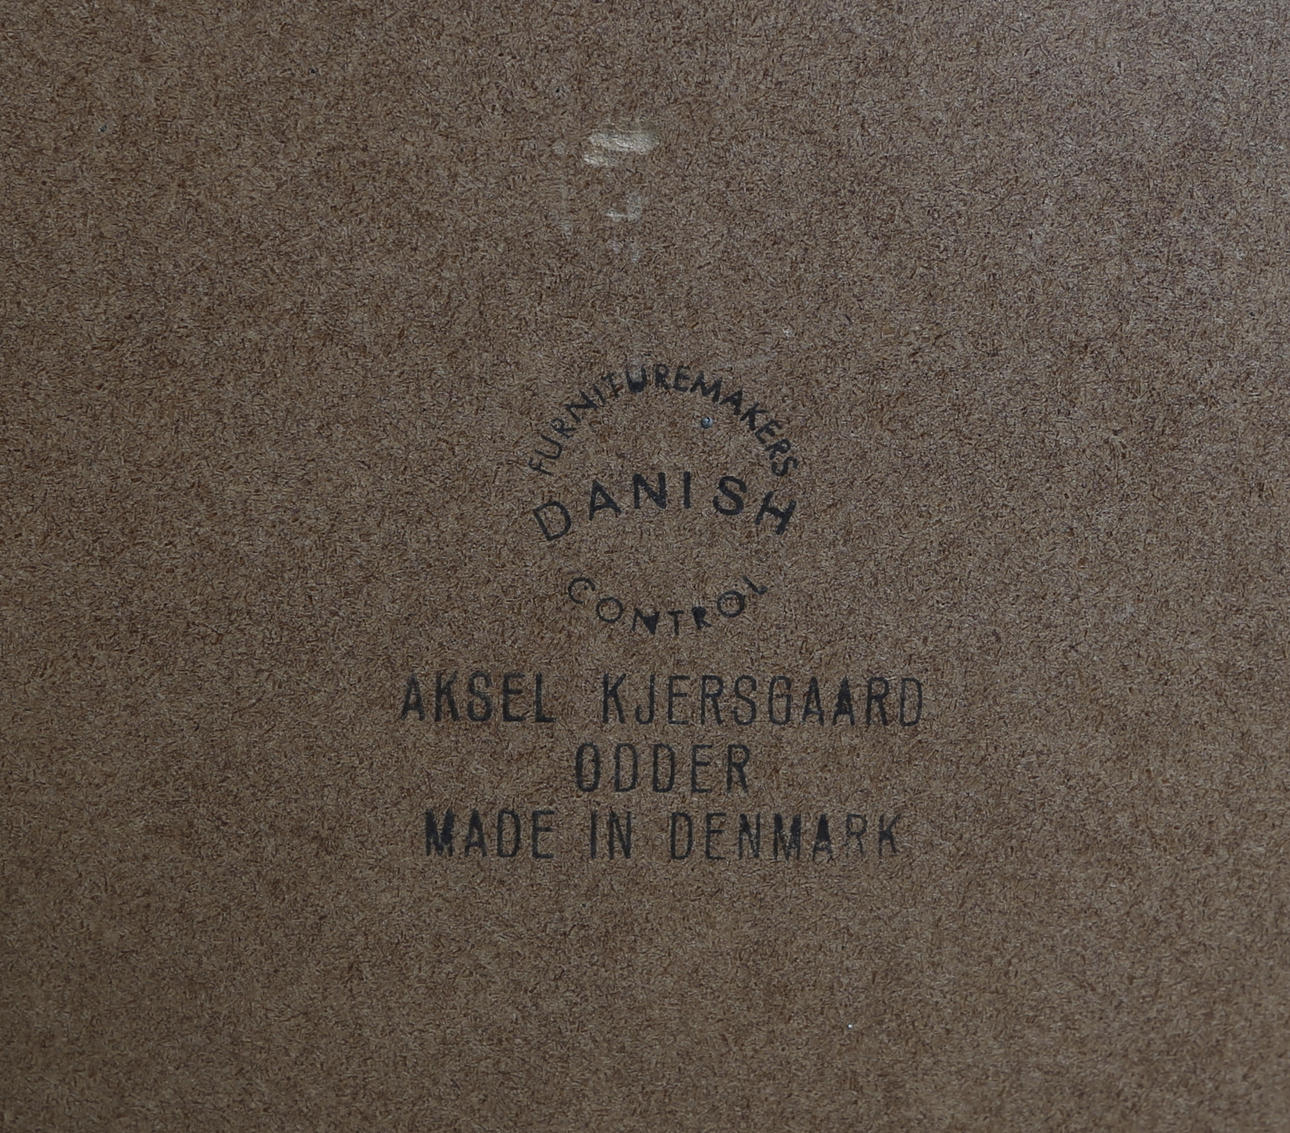 FURNITUREMAKERS
DANISH
CONTROL
AKSEL KJERSGAARD
ODDER
MADE IN DENMARK